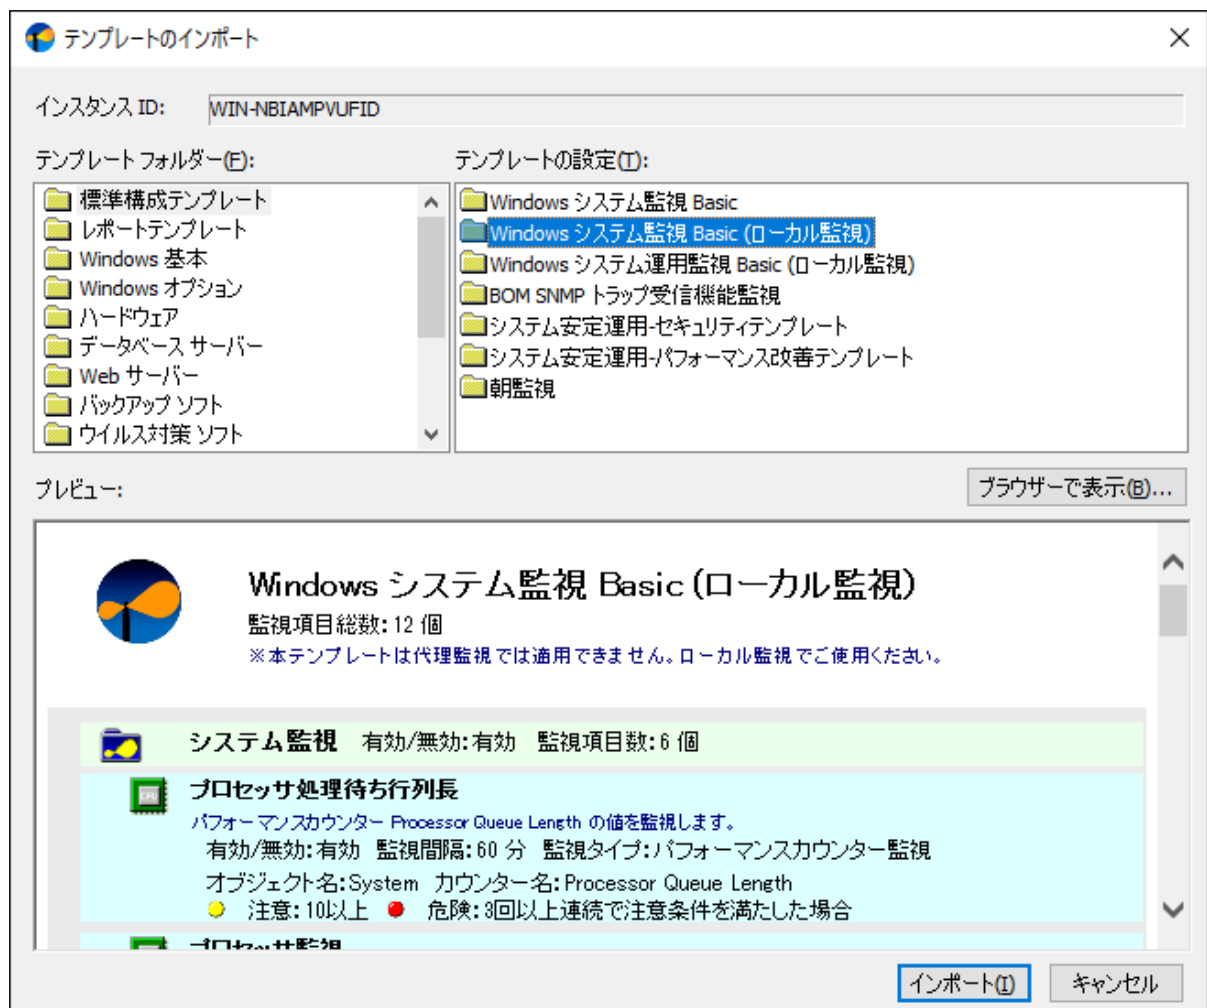 テンプレートのインポート
インスタンス ID: WIN-NBIAMPVUFID
テンプレート フォルダー(F):
標準構成テンプレート
レポートテンプレート
Windows 基本
Windows オプション
ハードウェア
データベース サーバー
Web サーバー
バックアップ ソフト
ウイルス対策 ソフト
テンプレートの設定(T):
Windows システム監視 Basic
Windows システム監視 Basic (ローカル監視)
Windows システム運用監視 Basic (ローカル監視)
BOM SNMP トラップ受信機能監視
システム安定運用-セキュリティテンプレート
システム安定運用-パフォーマンス改善テンプレート
朝監視
プレビュー:
ブラウザーで表示(B)...
Windows システム監視 Basic (ローカル監視)
監視項目総数: 12 個
※本テンプレートは代理監視では適用できません。ローカル監視でご使用ください。
システム監視 有効/無効:有効 監視項目数:6 個
プロセッサ処理待ち行列長
パフォーマンスカウンター Processor Queue Length の値を監視します。
有効/無効:有効 監視間隔:60 分 監視タイプ:パフォーマンスカウンター監視
オブジェクト名:System カウンター名:Processor Queue Length
注意: 10以上 危険: 3回以上連続で注意条件を満たした場合
プロセッサ監視
インポート(I)
キャンセル